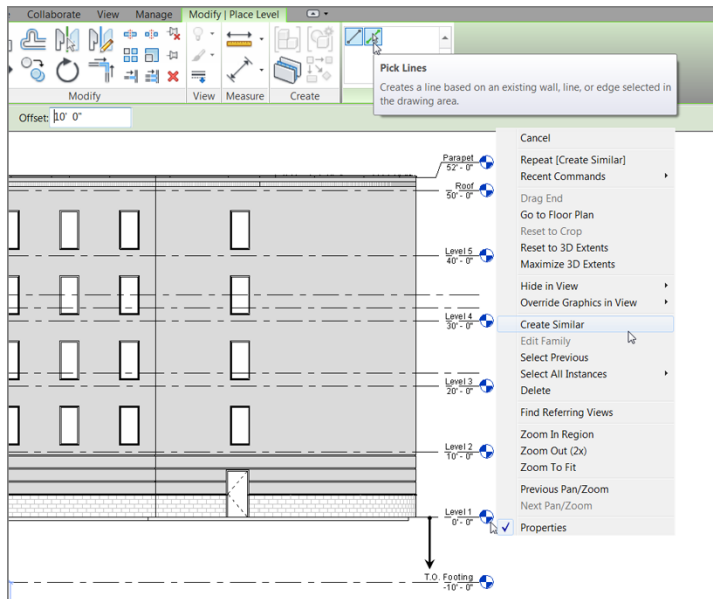 Collaborate View Manage Modify | Place Level
Modify View Measure Create
Pick Lines
Creates a line based on an existing wall, line, or edge selected in
the drawing area.
Offset: 10' 0"
Cancel
Repeat [Create Similar]
Recent Commands
Drag End
Go to Floor Plan
Reset to Crop
Reset to 3D Extents
Maximize 3D Extents
Hide in View
Override Graphics in View
Create Similar
Edit Family
Select Previous
Select All Instances
Delete
Find Referring Views
Zoom In Region
Zoom Out (2x)
Zoom To Fit
Previous Pan/Zoom
Next Pan/Zoom
Properties
Parapet
52' - 0"
Roof
50' - 0"
Level 5
40' - 0"
Level 4
30' - 0"
Level 3
20' - 0"
Level 2
10' - 0"
Level 1
0' - 0"
T.O. Footing
-10' - 0"